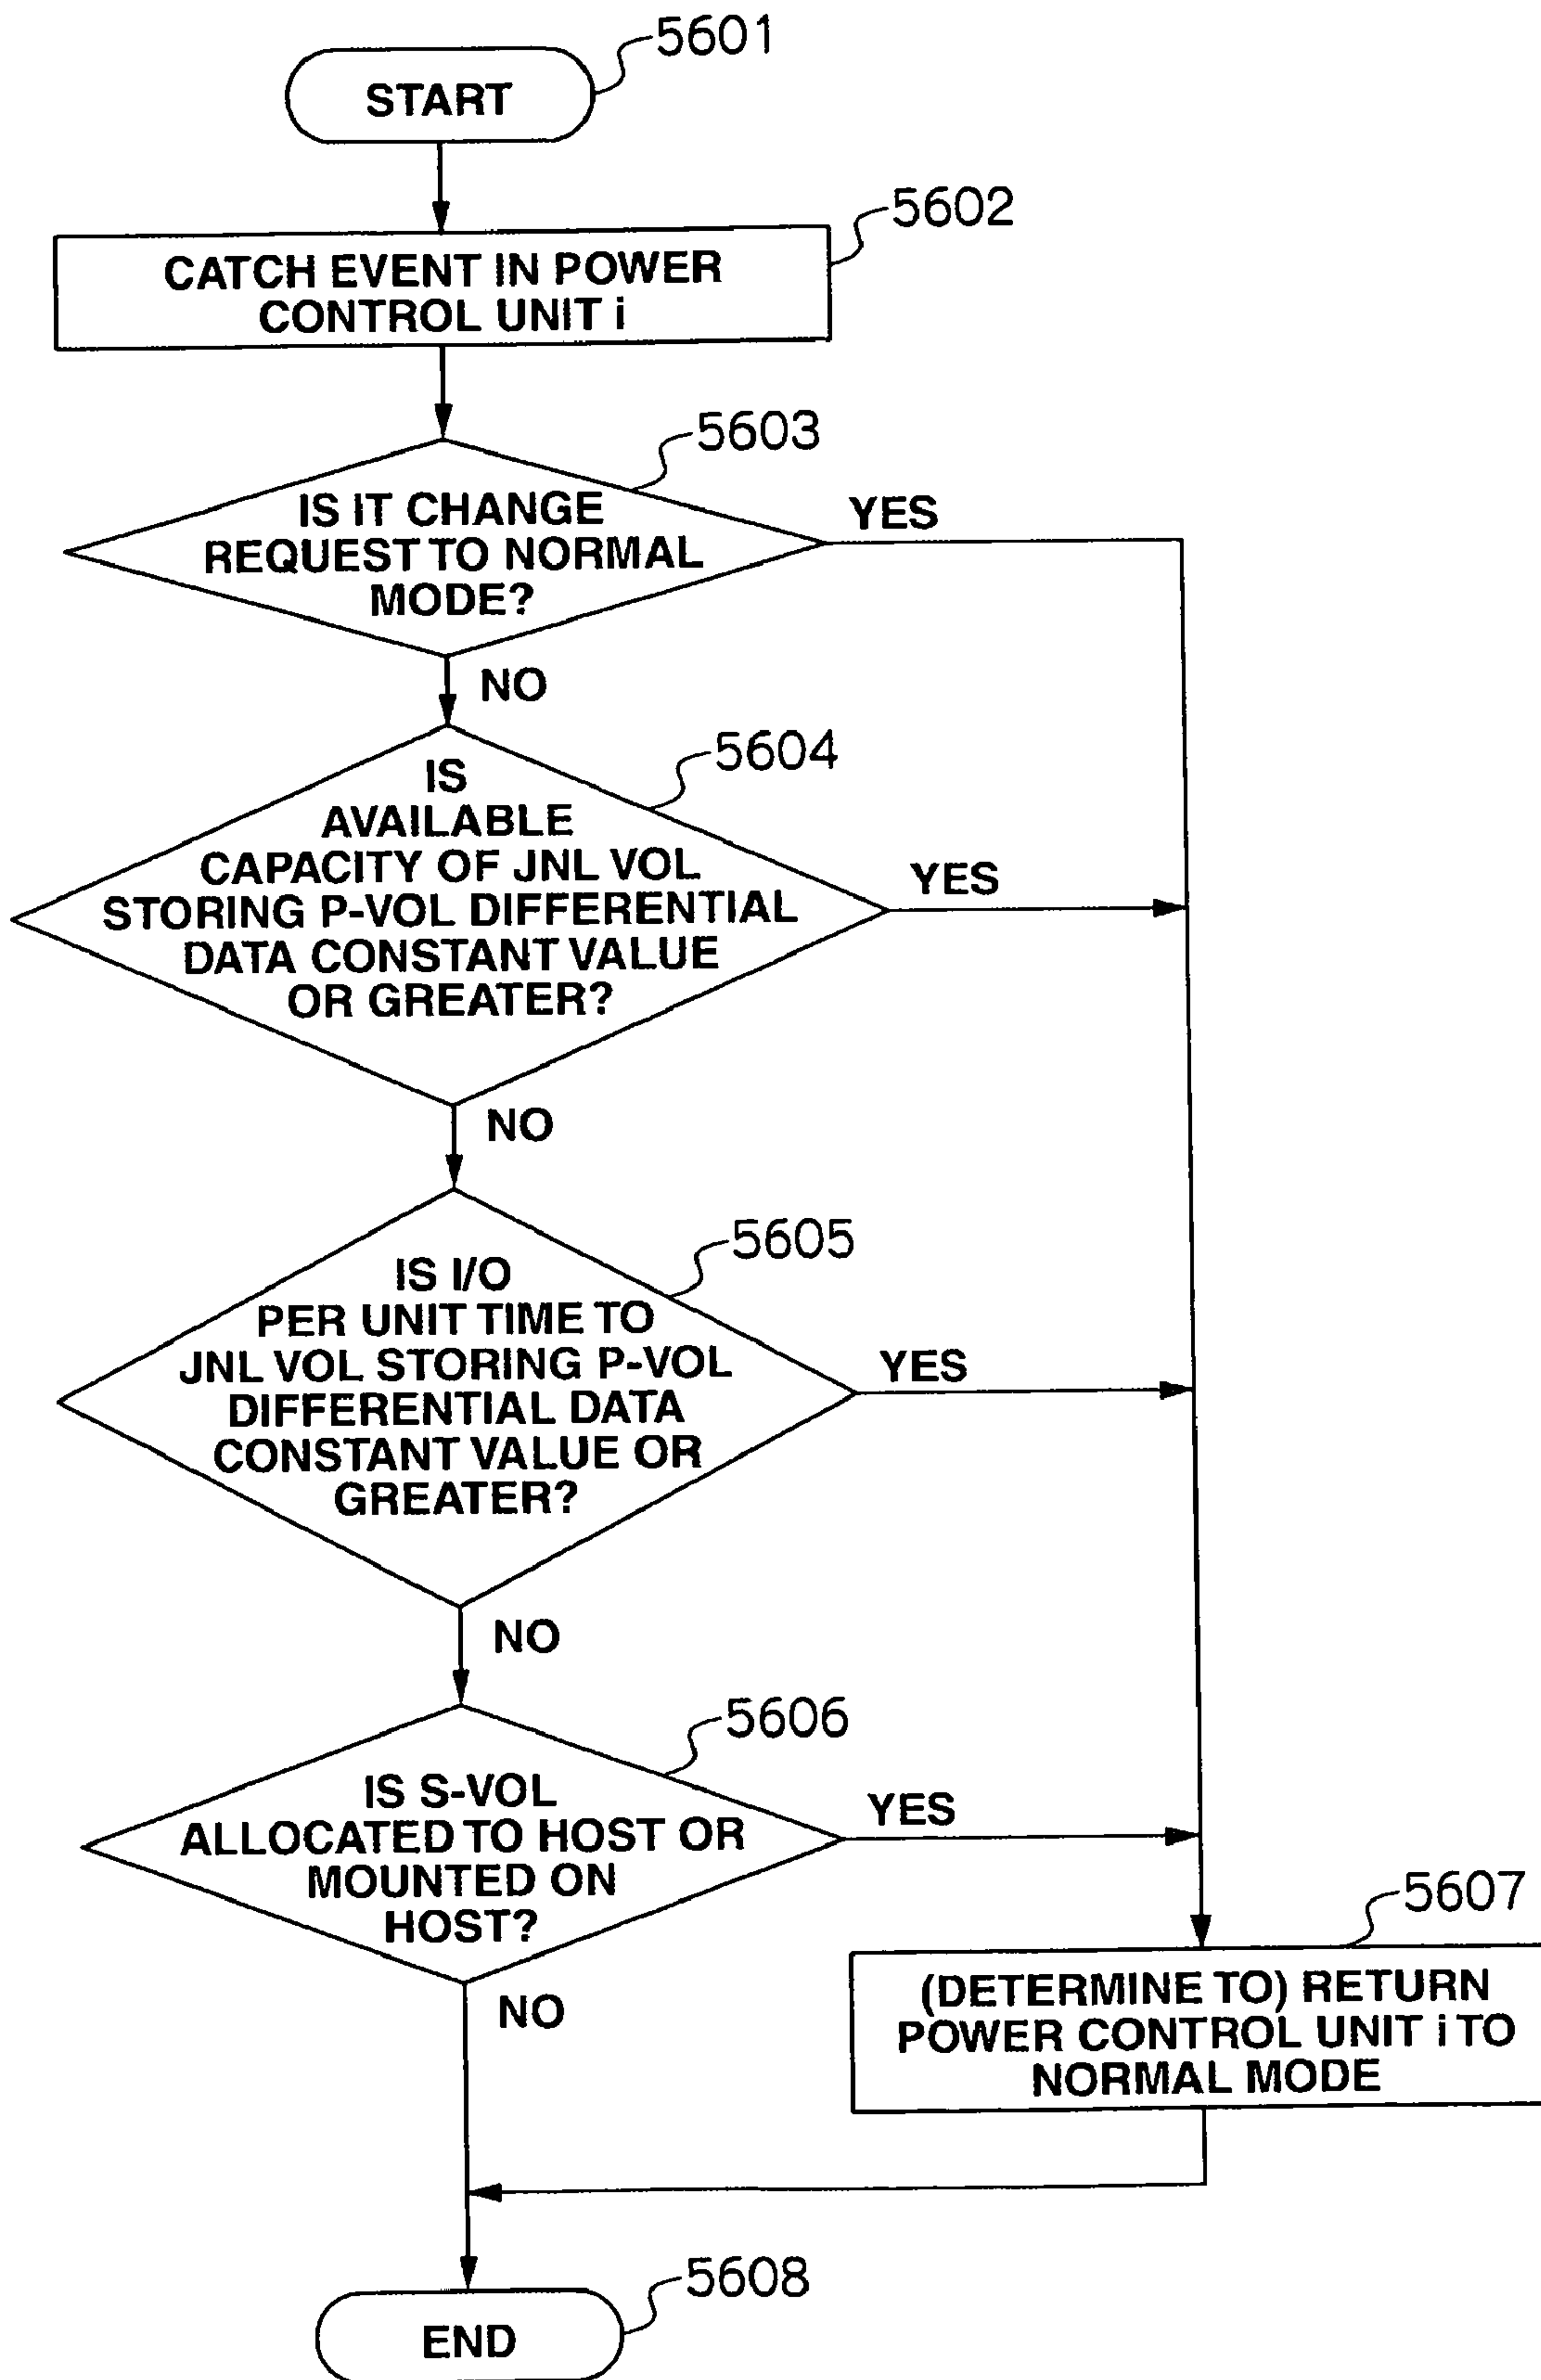 5601
START
5602
CATCH EVENT IN POWER
CONTROL UNIT i
5603
IS IT CHANGE
REQUEST TO NORMAL
MODE?
YES
NO
5604
IS
AVAILABLE
CAPACITY OF JNL VOL
STORING P-VOL DIFFERENTIAL
DATA CONSTANT VALUE
OR GREATER?
YES
NO
5605
IS I/O
PER UNIT TIME TO
JNL VOL STORING P-VOL
DIFFERENTIAL DATA
CONSTANT VALUE OR
GREATER?
YES
NO
5606
IS S-VOL
ALLOCATED TO HOST OR
MOUNTED ON
HOST?
YES
NO
5607
(DETERMINE TO) RETURN
POWER CONTROL UNIT i TO
NORMAL MODE
5608
END